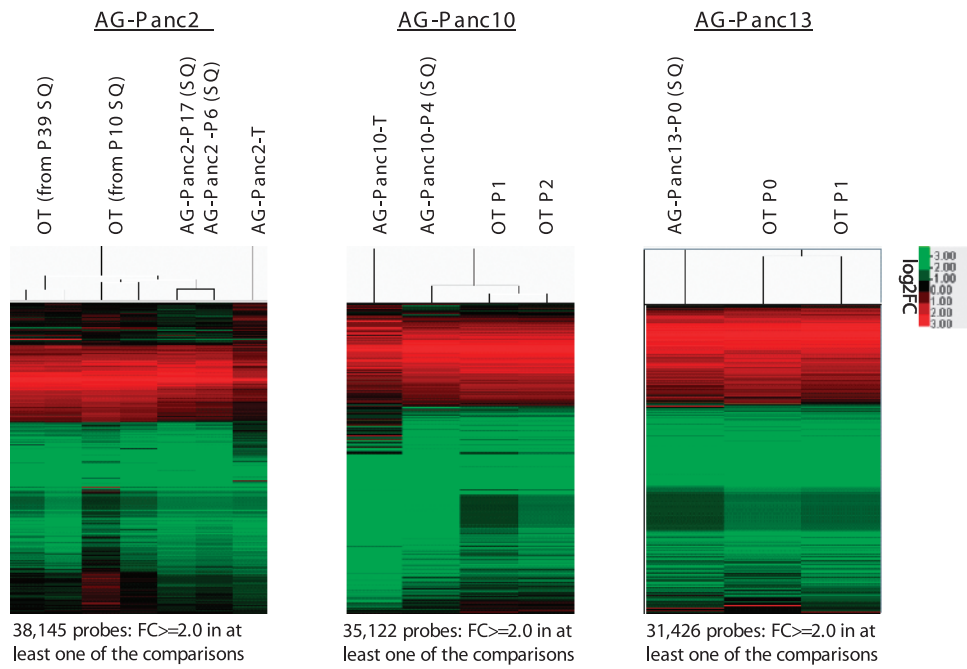 AG-Panc2
AG-Panc10
AG-Panc13
OT (from P39 SQ)
OT (from P10 SQ)
AG-Panc2-P17 (SQ)
AG-Panc2 -P6 (SQ)
AG-Panc2-T
AG-Panc10-T
AG-Panc10-P4 (SQ)
OT P1
OT P2
AG-Panc13-P0 (SQ)
OT P0
OT P1
log2FC
-3.00
-2.00
-1.00
0.00
1.00
2.00
3.00
38,145 probes: FC>=2.0 in at
least one of the comparisons
35,122 probes: FC>=2.0 in at
least one of the comparisons
31,426 probes: FC>=2.0 in at
least one of the comparisons